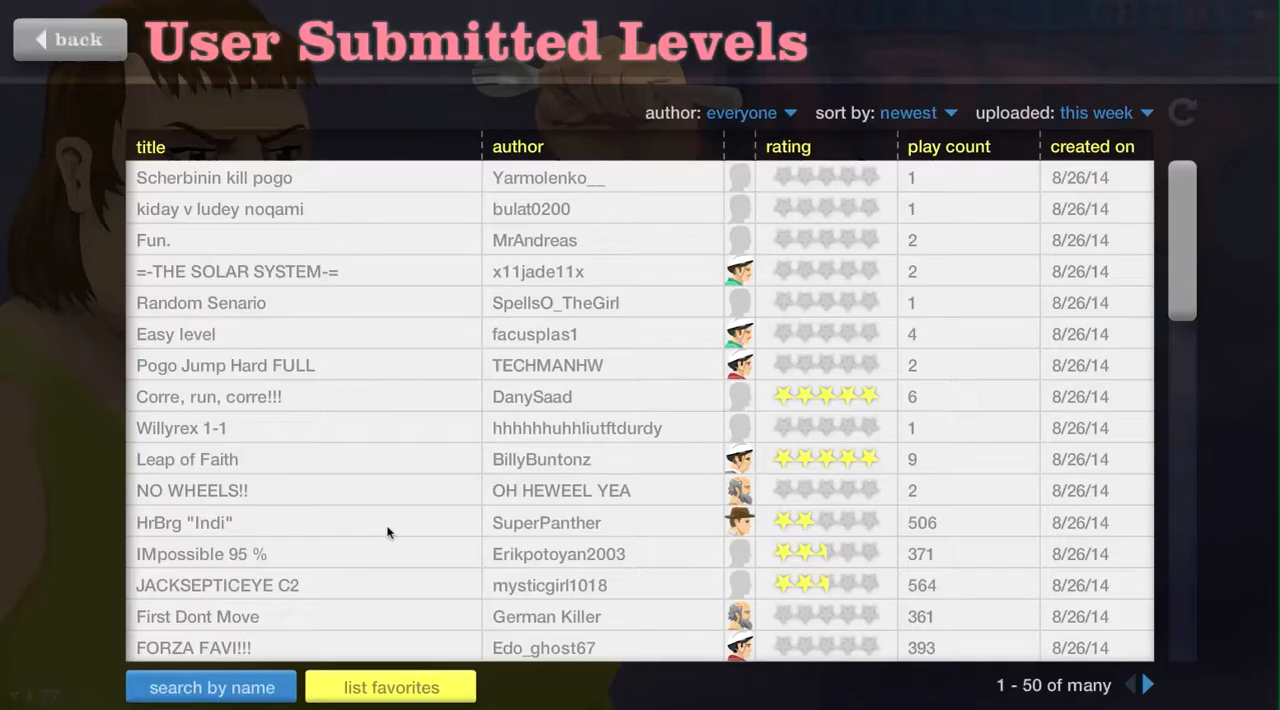 back
User Submitted Levels
author: everyone sort by: newest uploaded: this week
title author rating play count created on
Scherbinin kill pogo Yarmolenko__ 1 8/26/14
kiday v ludey noqami bulat0200 1 8/26/14
Fun. MrAndreas 2 8/26/14
=-THE SOLAR SYSTEM-= x11jade11x 2 8/26/14
Random Senario SpellsO_TheGirl 1 8/26/14
Easy level facusplas1 4 8/26/14
Pogo Jump Hard FULL TECHMANHW 2 8/26/14
Corre, run, corre!!! DanySaad 6 8/26/14
Willyrex 1-1 hhhhhhuhhliutftdurdy 1 8/26/14
Leap of Faith BillyButonz 9 8/26/14
NO WHEELS!! OH HEWEEL YEA 2 8/26/14
HrBrg "Indi" SuperPanther 506 8/26/14
IMpossible 95 % Erikpotoyan2003 371 8/26/14
JACKSEPTICEYE C2 mysticgirl1018 564 8/26/14
First Dont Move German Killer 361 8/26/14
FORZA FAVI!!! Edo_ghost67 393 8/26/14
search by name list favorites 1 - 50 of many